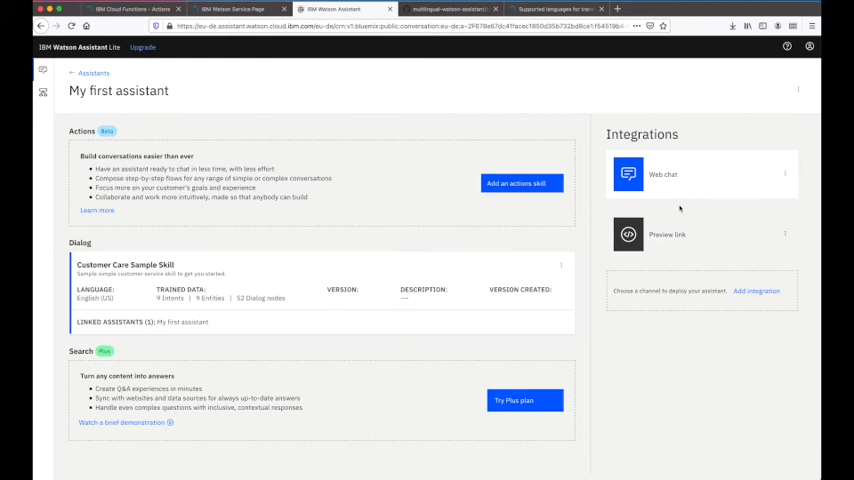 IBM Cloud Functions - Actions
IBM Watson Service Page
IBM Watson Assistant
multilingual-watson-assistant/
Supported languages for trans
https://eu-de.assistant.watson.cloud.ibm.com/crn:v1:bluemix:public:conversation:eu-de:a~2F678e67dc41facec1850d35b732bd8ed1:f54519b4-
IBM Watson Assistant Lite
Upgrade
← Assistants
My first assistant
Actions Beta
Build conversations easier than ever
• Have an assistant ready to chat in less time, with less effort
• Compose step-by-step flows for any range of simple or complex conversations
• Focus more on your customer's goals and experience
• Collaborate and work more intuitively, made so that anybody can build
Learn more
Add an actions skill
Dialog
Customer Care Sample Skill
Sample simple customer service skill to get you started.
LANGUAGE: TRAINED DATA: VERSION: DESCRIPTION: VERSION CREATED:
English (US) 9 Intents | 9 Entities | 52 Dialog nodes ---
LINKED ASSISTANTS (1): My first assistant
Search Plus
Turn any content into answers
• Create Q&A experiences in minutes
• Sync with websites and data sources for always up-to-date answers
• Handle even complex questions with inclusive, contextual responses
Watch a brief demonstration
Try Plus plan
Integrations
Web chat
Preview link
Choose a channel to deploy your assistant. Add integration